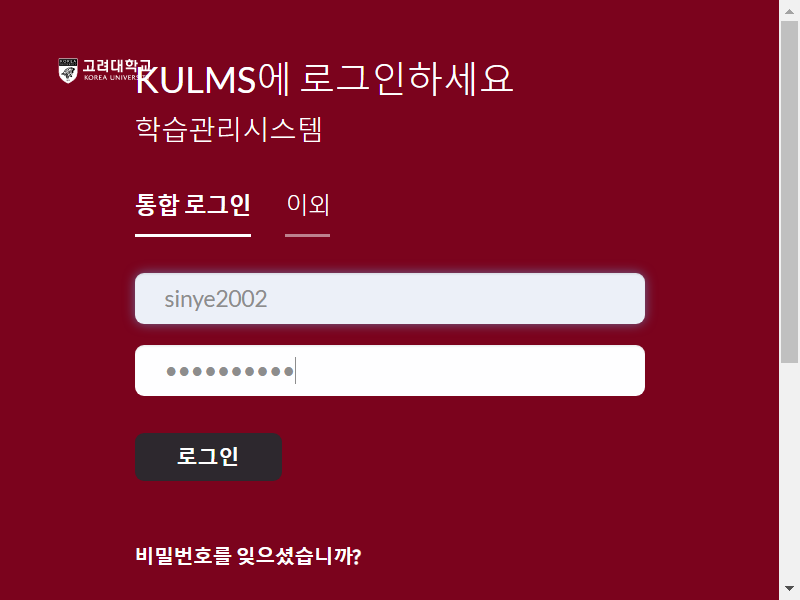 고려대학교
KOREA UNIVERS
KULMS에 로그인하세요
학습관리시스템
통합 로그인 이외
sinye2002
••••••••••
로그인
비밀번호를 잊으셨습니까?